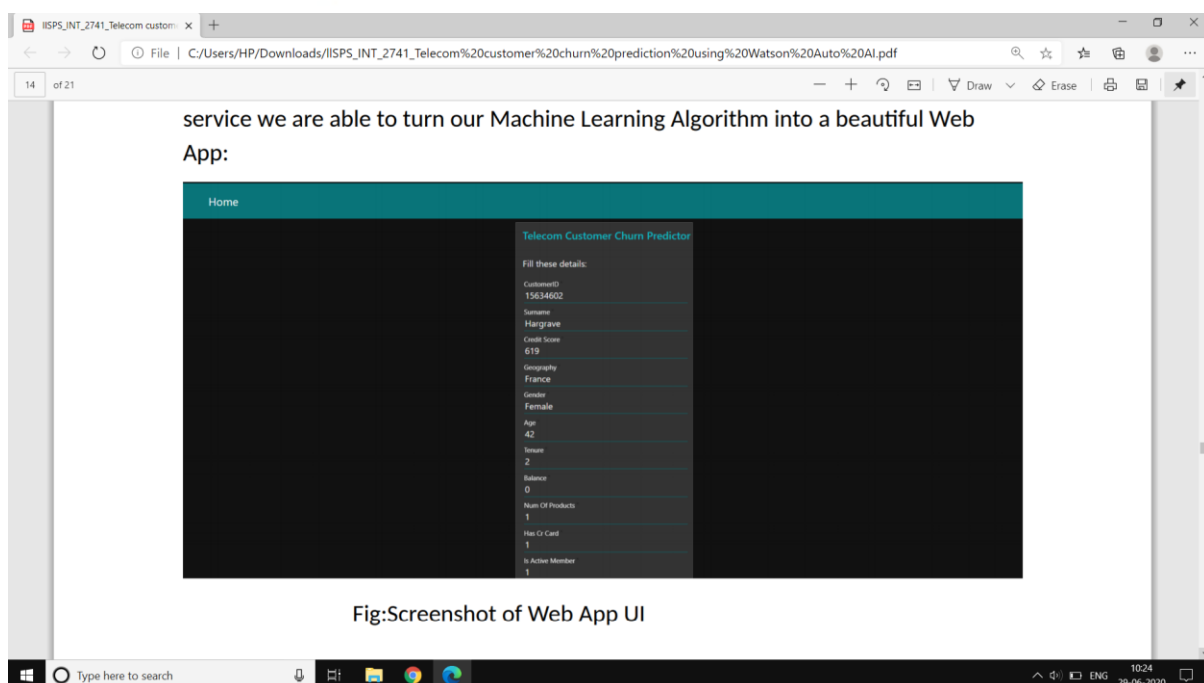 IISPS_INT_2741_Telecom custom
File | C:/Users/HP/Downloads/IISPS_INT_2741_Telecom%20customer%20churn%20prediction%20using%20Watson%20Auto%20AI.pdf
14 of 21
Draw
Erase
service we are able to turn our Machine Learning Algorithm into a beautiful Web
App:
Home
Telecom Customer Churn Predictor
Fill these details:
CustomerID
15634602
Surname
Hargrave
Credit Score
619
Geography
France
Gender
Female
Age
42
Tenure
2
Balance
0
Num Of Products
1
Has Cr Card
1
Is Active Member
1
Fig:Screenshot of Web App UI
Type here to search
ENG
10:24
29-06-2020